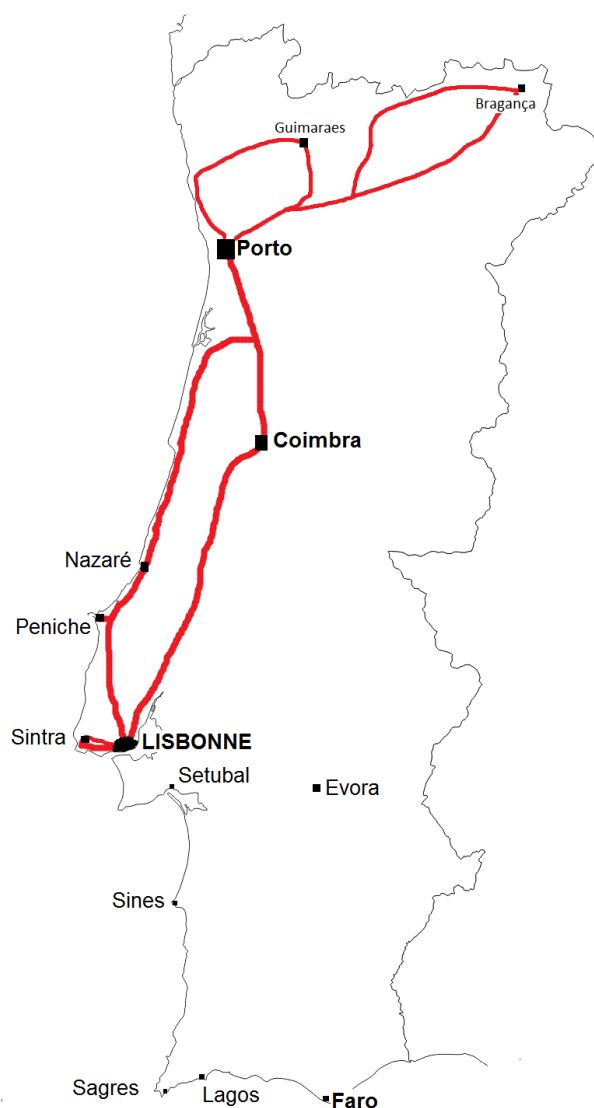 Bragança
Guimaraes
Porto
Coimbra
Nazaré
Peniche
Sintra
LISBONNE
Setubal
Evora
Sines
Sagres
Lagos
Faro